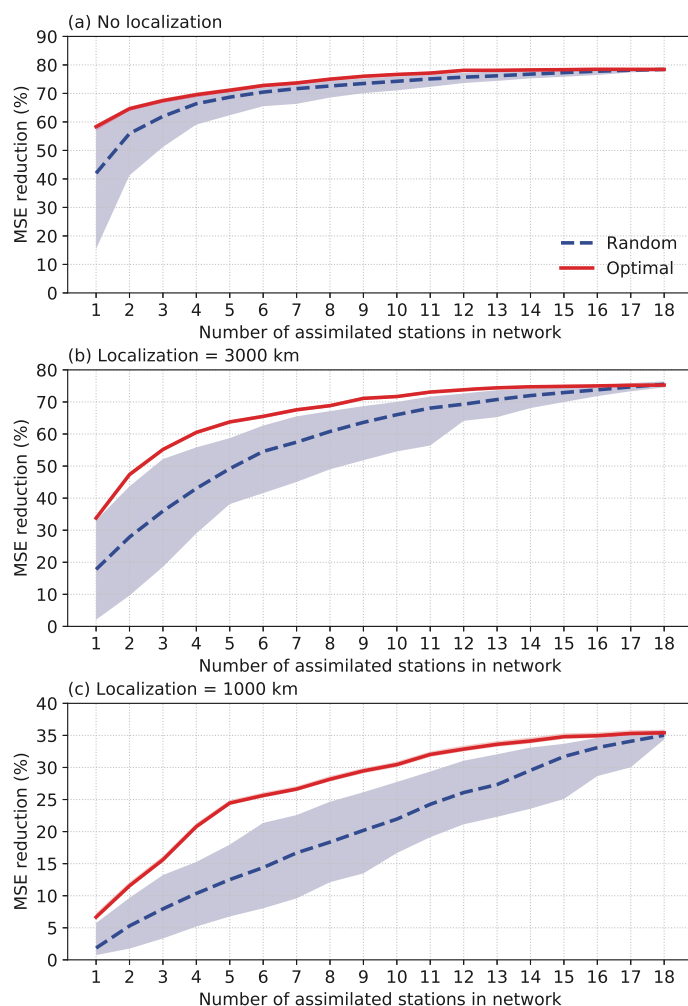 (a) No localization
90
80
70
60
50
40
30
20
10
0
MSE reduction (%)
Random
Optimal
1 2 3 4 5 6 7 8 9 10 11 12 13 14 15 16 17 18
Number of assimilated stations in network
(b) Localization = 3000 km
80
70
60
50
40
30
20
10
0
MSE reduction (%)
1 2 3 4 5 6 7 8 9 10 11 12 13 14 15 16 17 18
Number of assimilated stations in network
(c) Localization = 1000 km
40
35
30
25
20
15
10
5
0
MSE reduction (%)
1 2 3 4 5 6 7 8 9 10 11 12 13 14 15 16 17 18
Number of assimilated stations in network